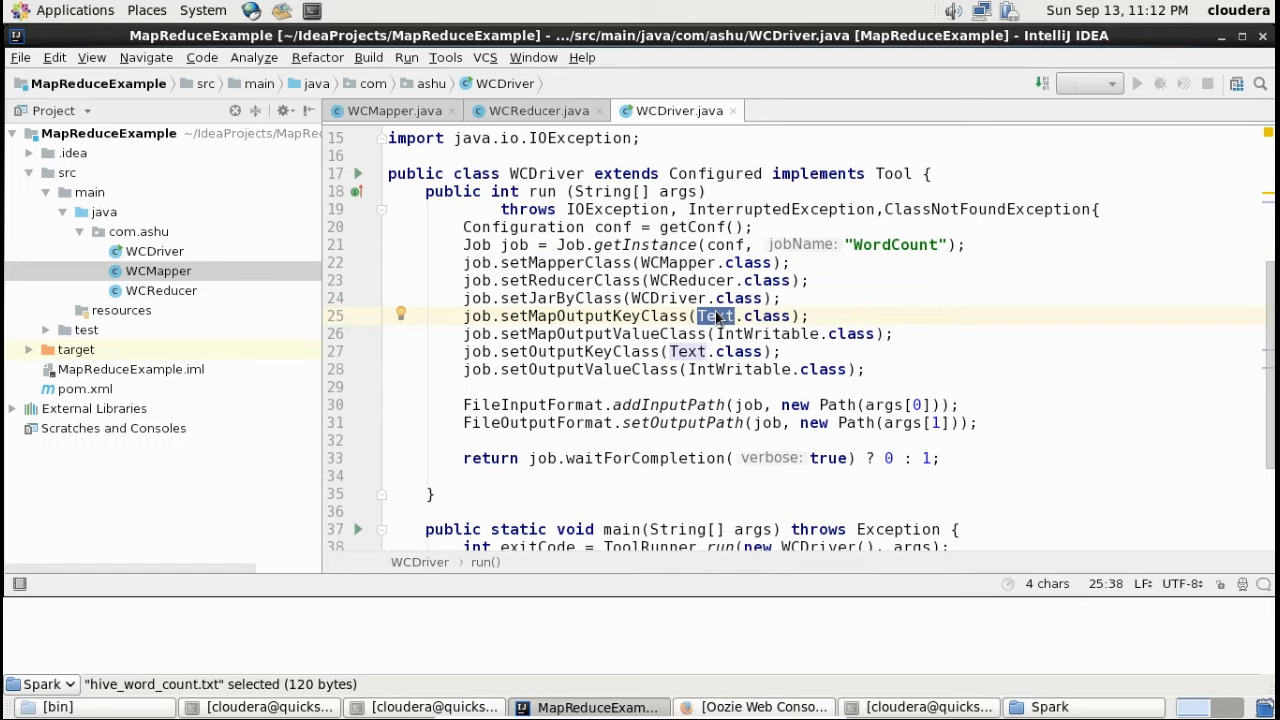 Applications Places System Sun Sep 13, 11:12 PM cloudera
MapReduceExample [~/IdeaProjects/MapReduceExample] - .../src/main/java/com/ashu/WCDriver.java [MapReduceExample] - IntelliJ IDEA
File Edit View Navigate Code Analyze Refactor Build Run Tools VCS Window Help
MapReduceExample src main java com ashu WCDriver
Project WCMapper.java WCReducer.java WCDriver.java
MapReduceExample ~/IdeaProjects/MapRe
.idea
src
main
java
com.ashu
WCDriver
WCMapper
WCReducer
resources
test
target
MapReduceExample.iml
pom.xml
External Libraries
Scratches and Consoles
15 import java.io.IOException;
16
17 public class WCDriver extends Configured implements Tool {
18 public int run (String[] args)
19 throws IOException, InterruptedException,ClassNotFoundException{
20 Configuration conf = getConf();
21 Job job = Job.getInstance(conf, jobName: "WordCount");
22 job.setMapperClass(WCMapper.class);
23 job.setReducerClass(WCReducer.class);
24 job.setJarByClass(WCDriver.class);
25 job.setMapOutputKeyClass(Text.class);
26 job.setMapOutputValueClass(IntWritable.class);
27 job.setOutputKeyClass(Text.class);
28 job.setOutputValueClass(IntWritable.class);
29
30 FileInputFormat.addInputPath(job, new Path(args[0]));
31 FileOutputFormat.setOutputPath(job, new Path(args[1]));
32
33 return job.waitForCompletion( verbose: true) ? 0 : 1;
34
35 }
36
37 public static void main(String[] args) throws Exception {
38 int exitCode = ToolRunner.run(new WCDriver(), args);
WCDriver run()
4 chars 25:38 LF UTF-8
Spark "hive_word_count.txt" selected (120 bytes)
[bin] [cloudera@quicks... [cloudera@quicks... MapReduceExam... [Oozie Web Conso... [cloudera@quicks... Spark